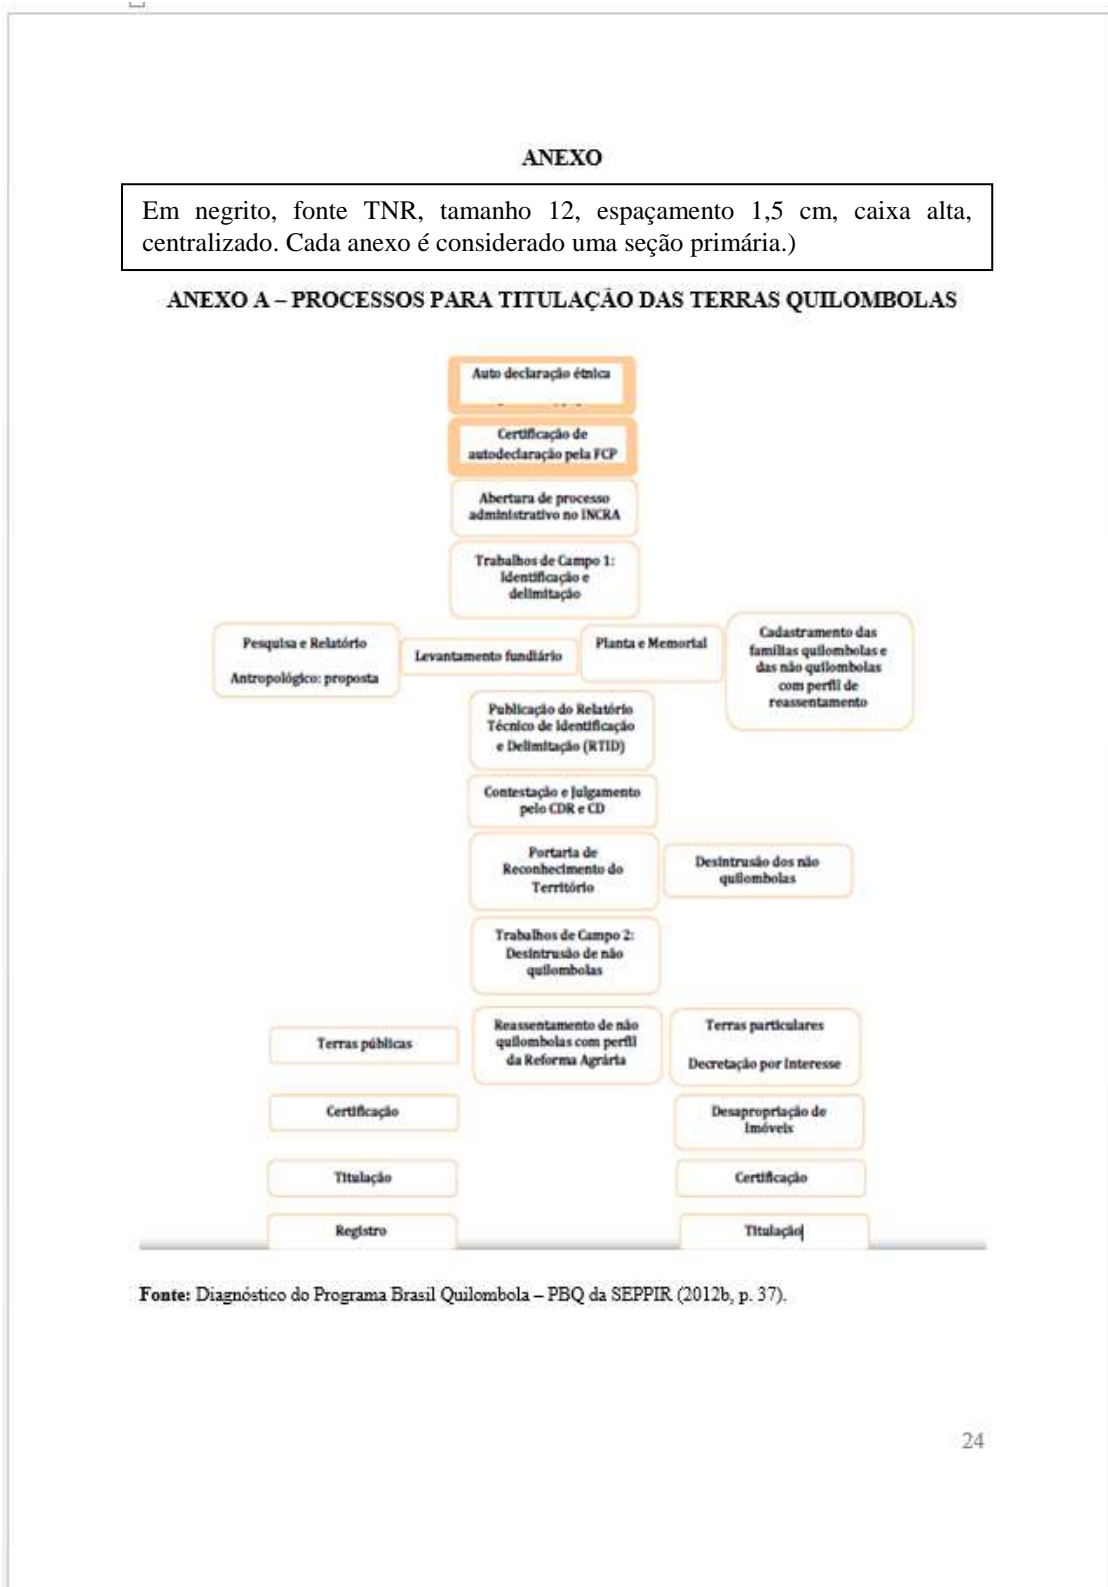 ANEXO
Em negrito, fonte TNR, tamanho 12, espaçamento 1,5 cm, caixa alta,
centralizado. Cada anexo é considerado uma seção primária.)
ANEXO A – PROCESSOS PARA TITULAÇÃO DAS TERRAS QUILOMBOLAS
Auto declaração étnica
Certificação de
autodeclaração pela FCP
Abertura de processo
administrativo no INCRA
Trabalhos de Campo 1:
Identificação e
delimitação
Pesquisa e Relatório
Antropológico: proposta
Levantamento fundiário
Planta e Memorial
Cadastramento das
famílias quilombolas e
das não quilombolas
com perfil de
reassentamento
Publicação do Relatório
Técnico de Identificação
e Delimitação (RTID)
Contestação e Julgamento
pelo CDR e CD
Portaria de
Reconhecimento do
Território
Desintrusão dos não
quilombolas
Trabalhos de Campo 2:
Desintrusão de não
quilombolas
Terras públicas
Reassentamento de não
quilombolas com perfil
da Reforma Agrária
Terras particulares
Decretação por Interesse
Certificação
Desapropriação de
Imóveis
Titulação
Certificação
Registro
Titulação
Fonte: Diagnóstico do Programa Brasil Quilombola – PBQ da SEPPIR (2012b, p. 37).
24